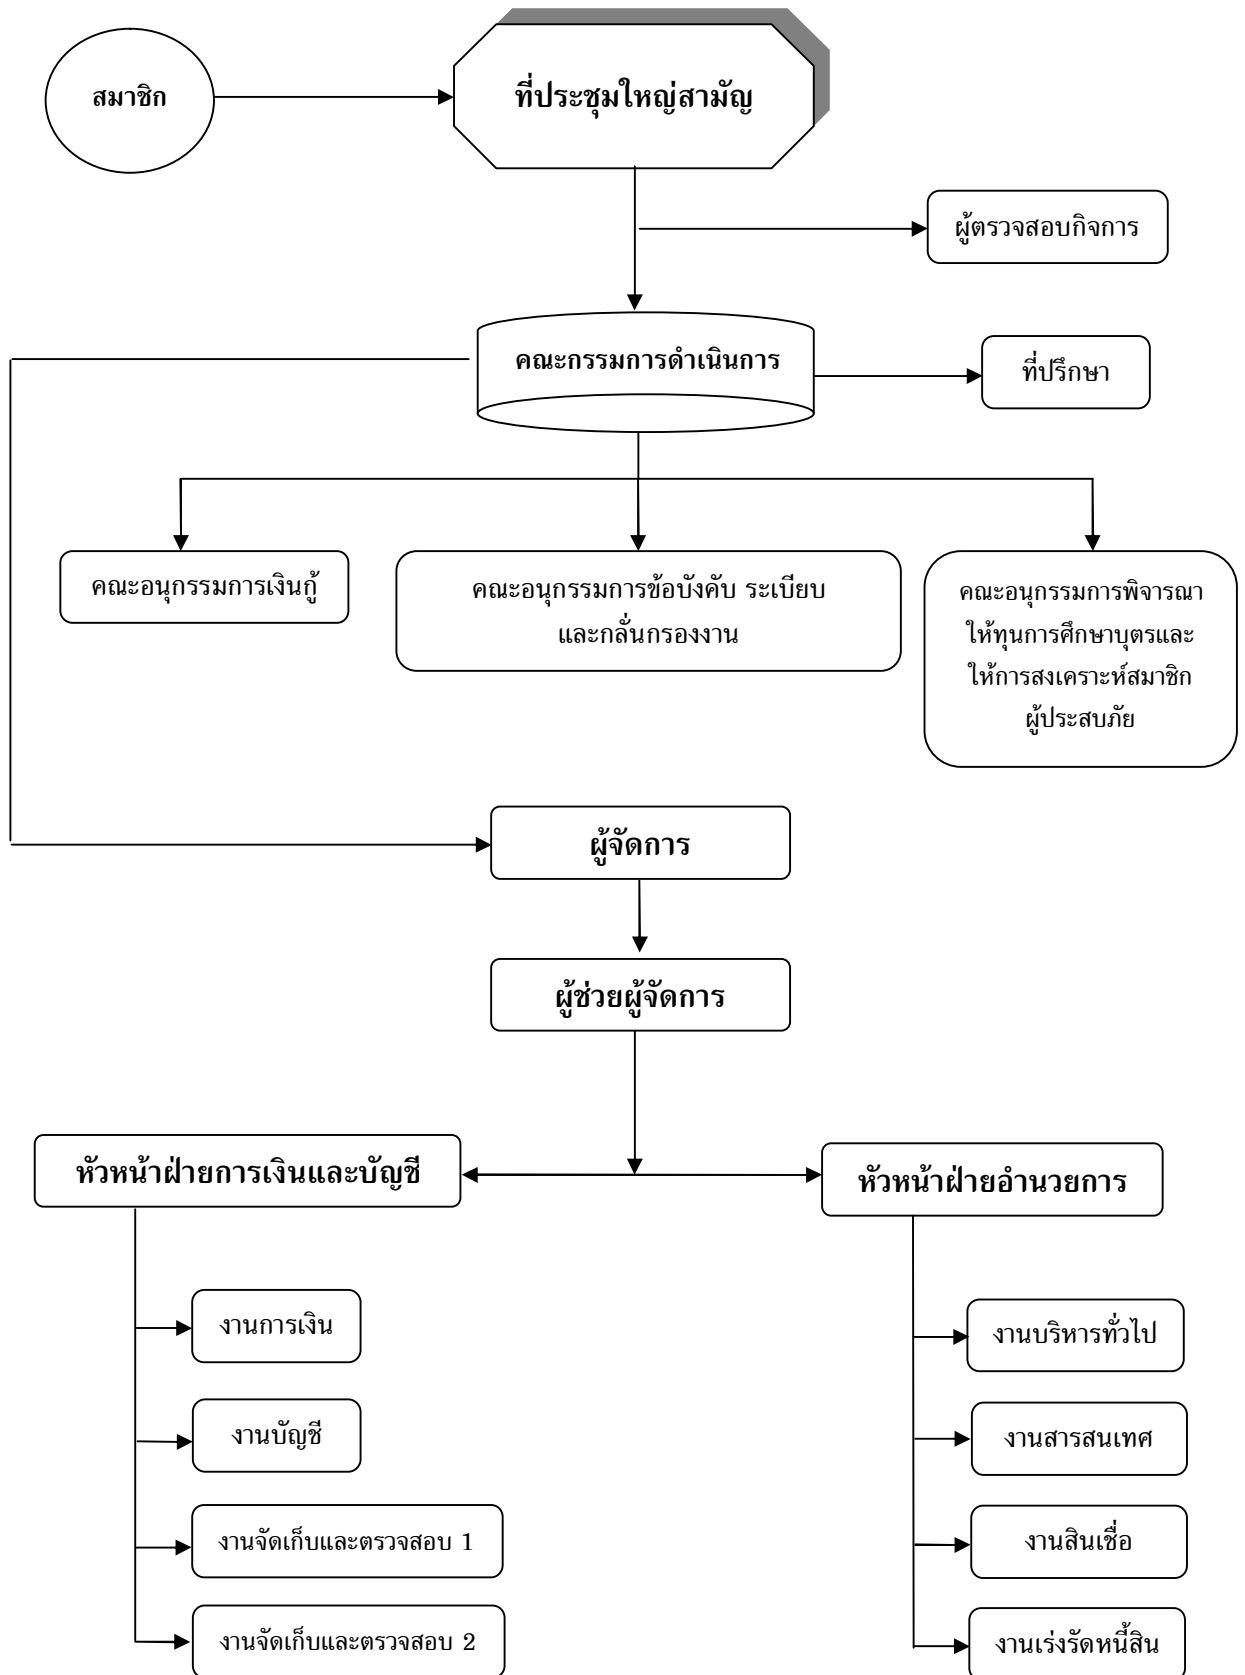 สมาชิก
ที่ประชุมใหญ่สามัญ
ผู้ตรวจสอบกิจการ
คณะกรรมการดำเนินการ
ที่ปรึกษา
คณะอนุกรรมการเงินกู้
คณะอนุกรรมการข้อบังคับ ระเบียบ
และกลั่นกรองงาน
คณะอนุกรรมการพิจารณา
ให้ทุนการศึกษาบุตรและ
ให้การสงเคราะห์สมาชิก
ผู้ประสบภัย
ผู้จัดการ
ผู้ช่วยผู้จัดการ
หัวหน้าฝ่ายการเงินและบัญชี
หัวหน้าฝ่ายอำนวยการ
งานการเงิน
งานบัญชี
งานจัดเก็บและตรวจสอบ 1
งานจัดเก็บและตรวจสอบ 2
งานบริหารทั่วไป
งานสารสนเทศ
งานสินเชื่อ
งานเร่งรัดหนี้สิน